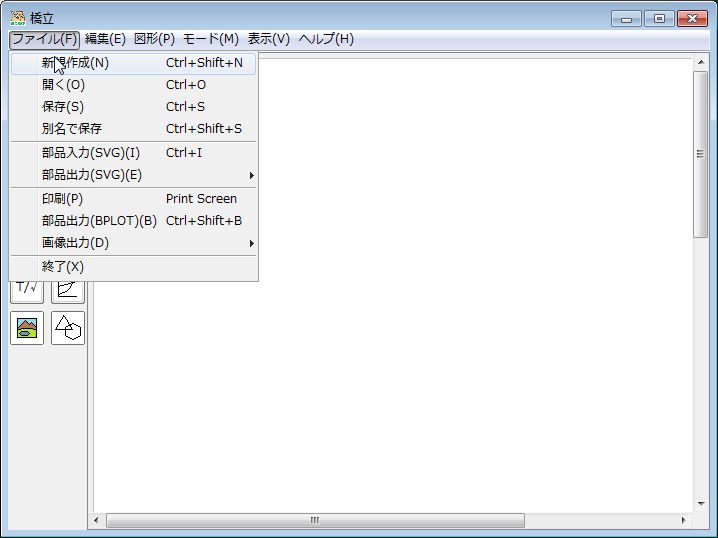 橋立
ファイル(F) 編集(E) 図形(P) モード(M) 表示(V) ヘルプ(H)
新規作成(N) Ctrl+Shift+N
開く(O) Ctrl+O
保存(S) Ctrl+S
別名で保存 Ctrl+Shift+S
部品入力(SVG)(I) Ctrl+I
部品出力(SVG)(E)
印刷(P) Print Screen
部品出力(BPLOT)(B) Ctrl+Shift+B
画像出力(D)
終了(X)
T/√